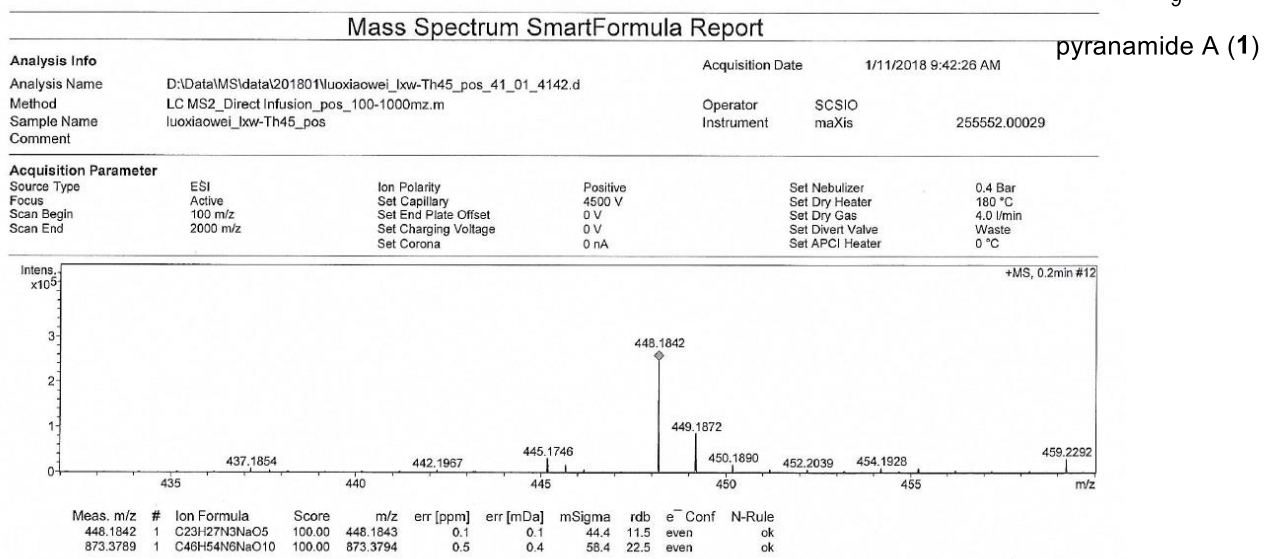 g
Mass Spectrum SmartFormula Report
pyranamide A (1)
Analysis Info
Acquisition Date 1/11/2018 9:42:26 AM
Analysis Name D:\Data\MS\data\201801\luoxiaowei_lxw-Th45_pos_41_01_4142.d
Method LC MS2_Direct Infusion_pos_100-1000mz.m Operator SCSIO
Sample Name luoxiaowei_lxw-Th45_pos Instrument maXis 255552.00029
Comment
Acquisition Parameter
Source Type ESI Ion Polarity Positive Set Nebulizer 0.4 Bar
Focus Active Set Capillary 4500 V Set Dry Heater 180 °C
Scan Begin 100 m/z Set End Plate Offset 0 V Set Dry Gas 4.0 l/min
Scan End 2000 m/z Set Charging Voltage 0 V Set Divert Valve Waste
Set Corona 0 nA Set APCI Heater 0 °C
Intens.
x105
+MS, 0.2min #12
3
448.1842
2
1
449.1872
437.1854 442.1967 445.1746 450.1890 452.2039 454.1928 459.2292
0
435 440 445 450 455 m/z
Meas. m/z # Ion Formula Score m/z err [ppm] err [mDa] mSigma rdb e¯ Conf N-Rule
448.1842 1 C23H27N3NaO5 100.00 448.1843 0.1 0.1 44.4 11.5 even ok
873.3789 1 C46H54N6NaO10 100.00 873.3794 0.5 0.4 58.4 22.5 even ok